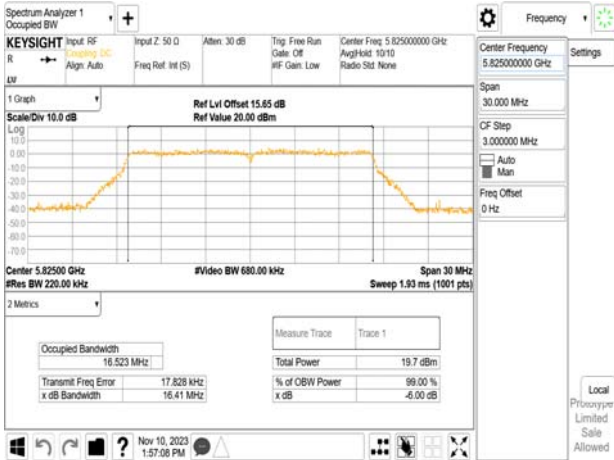 Spectrum Analyzer 1
Occupied BW
Frequency
KEYSIGHT
Input: RF
Coupling: DC
Align: Auto
Input Z: 50 Ω
Freq Ref: Int (S)
Atten: 30 dB
Trig: Free Run
Gate: Off
#IF Gain: Low
Center Freq: 5.825000000 GHz
Avg|Hold: 10/10
Radio Std: None
R
LXI
1 Graph
Scale/Div 10.0 dB
Ref Lvl Offset 15.65 dB
Ref Value 20.00 dBm
Log
10.0
0.00
-10.0
-20.0
-30.0
-40.0
-50.0
-60.0
-70.0
Center 5.82500 GHz
#Res BW 220.00 kHz
#Video BW 680.00 kHz
Span 30 MHz
Sweep 1.93 ms (1001 pts)
2 Metrics
Measure Trace
Trace 1
Occupied Bandwidth
16.523 MHz
Total Power
19.7 dBm
Transmit Freq Error
17.828 kHz
% of OBW Power
99.00 %
x dB Bandwidth
16.41 MHz
x dB
-6.00 dB
Center Frequency
5.825000000 GHz
Settings
Span
30.000 MHz
CF Step
3.000000 MHz
Auto
Man
Freq Offset
0 Hz
Local
Prototype
Limited
Sale
Allowed
?
Nov 10, 2023
1:57:08 PM